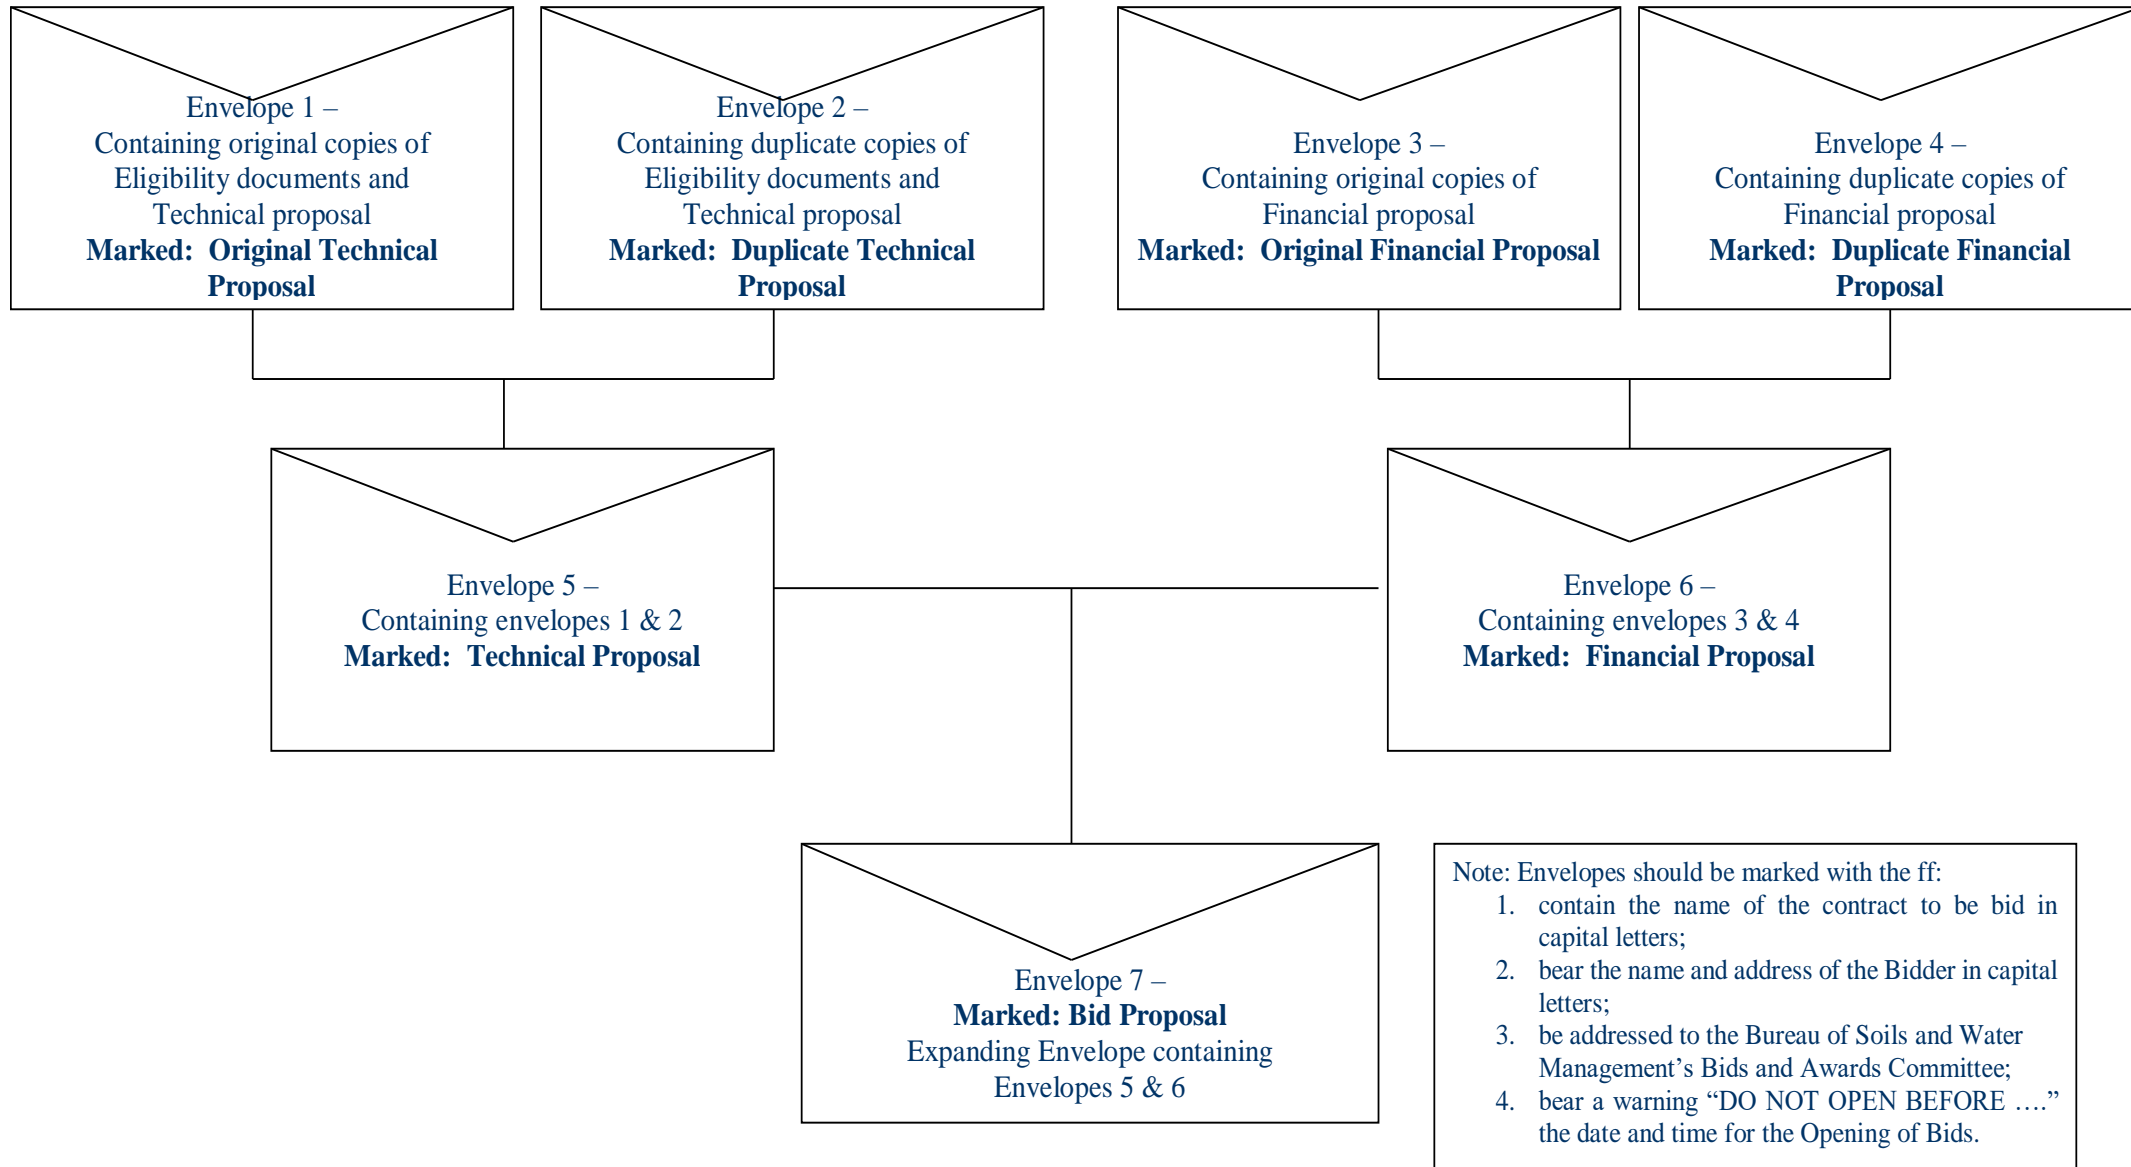 Envelope 1 –
Containing original copies of
Eligibility documents and
Technical proposal
Marked:  Original Technical
Proposal
Envelope 2 –
Containing duplicate copies of
Eligibility documents and
Technical proposal
Marked:  Duplicate Technical
Proposal
Envelope 3 –
Containing original copies of
Financial proposal
Marked:  Original Financial Proposal
Envelope 4 –
Containing duplicate copies of
Financial proposal
Marked:  Duplicate Financial
Proposal
Envelope 5 –
Containing envelopes 1 & 2
Marked:  Technical Proposal
Envelope 6 –
Containing envelopes 3 & 4
Marked:  Financial Proposal
Envelope 7 –
Marked: Bid Proposal
Expanding Envelope containing
Envelopes 5 & 6
Note: Envelopes should be marked with the ff:
1. contain the name of the contract to be bid in
capital letters;
2. bear the name and address of the Bidder in capital
letters;
3. be addressed to the Bureau of Soils and Water
Management’s Bids and Awards Committee;
4. bear a warning “DO NOT OPEN BEFORE ….”
the date and time for the Opening of Bids.